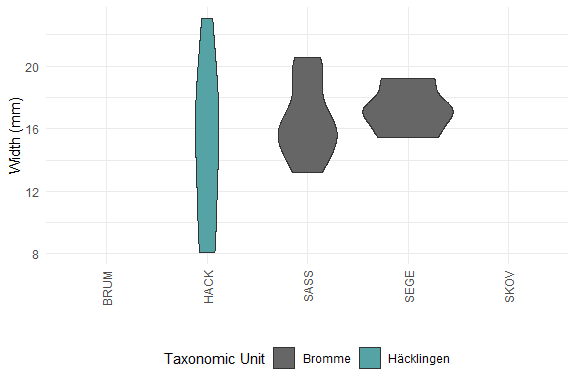 Width (mm)
20
16
12
8
BRUM
HACK
SASS
SEGE
SKOV
Taxonomic Unit Bromme Häcklingen